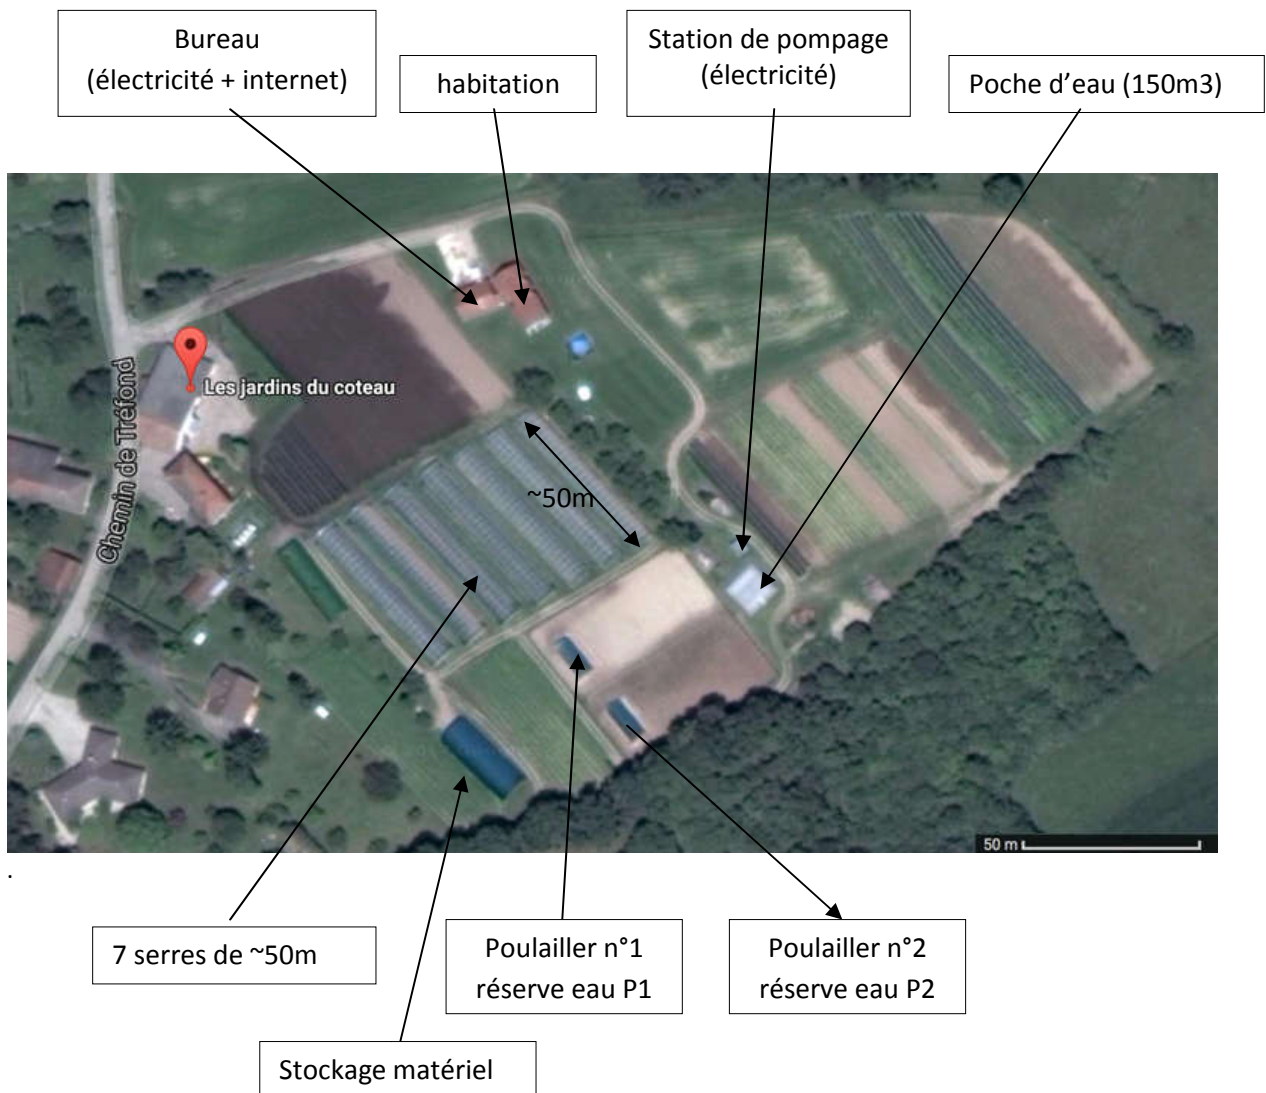 Bureau
(électricité + internet)
habitation
Station de pompage
(électricité)
Poche d’eau (150m3)
Les jardins du coteau
Chemin de Tréfond
~50m
50 m
.
7 serres de ~50m
Poulailler n°1
réserve eau P1
Poulailler n°2
réserve eau P2
Stockage matériel